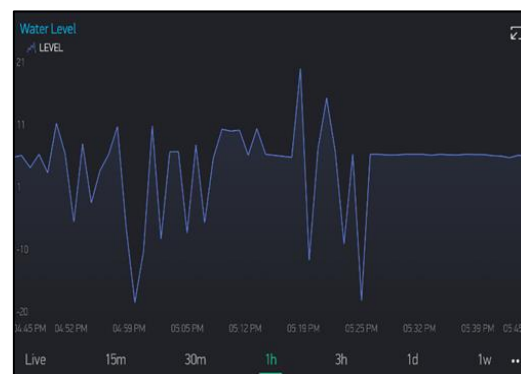 Water Level
LEVEL
21
11
1
-10
-20
04:45 PM 04:52 PM 04:59 PM 05:05 PM 05:12 PM 05:19 PM 05:25 PM 05:32 PM 05:39 PM 05:45
Live 15m 30m 1h 3h 1d 1w